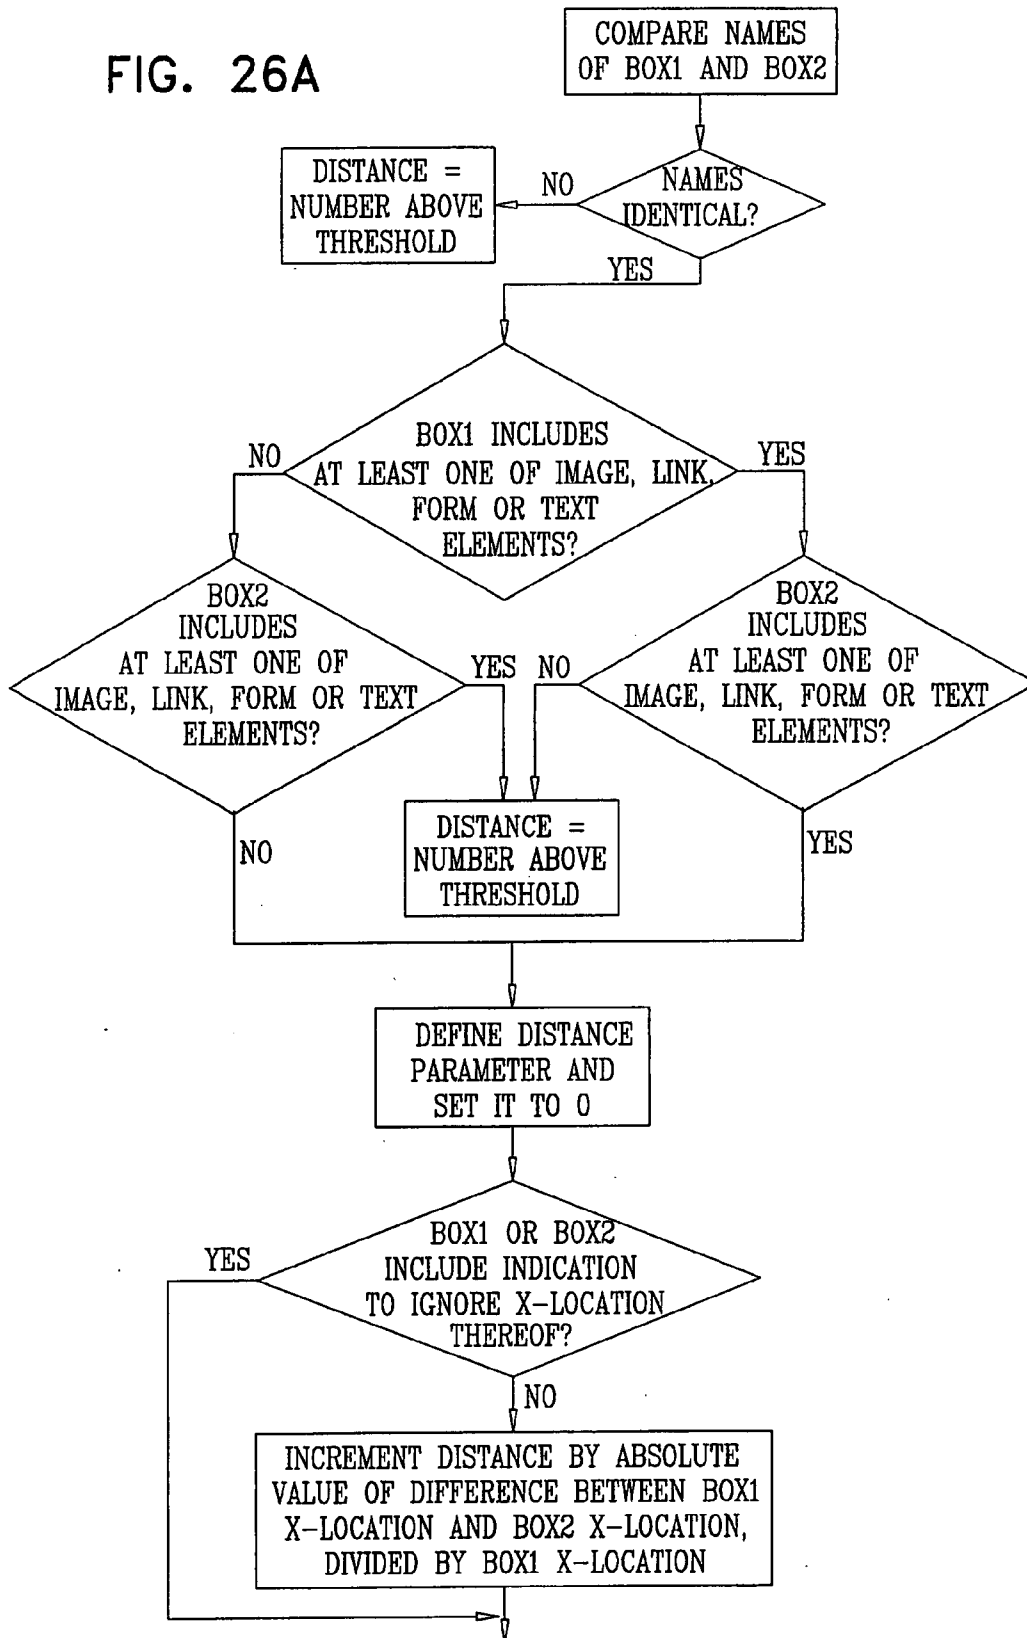 FIG. 26A
COMPARE NAMES
OF BOX1 AND BOX2
NAMES
IDENTICAL?
NO
DISTANCE =
NUMBER ABOVE
THRESHOLD
YES
BOX1 INCLUDES
AT LEAST ONE OF IMAGE, LINK,
FORM OR TEXT
ELEMENTS?
NO
YES
BOX2
INCLUDES
AT LEAST ONE OF
IMAGE, LINK, FORM OR TEXT
ELEMENTS?
YES
NO
BOX2
INCLUDES
AT LEAST ONE OF
IMAGE, LINK, FORM OR TEXT
ELEMENTS?
DISTANCE =
NUMBER ABOVE
THRESHOLD
NO
YES
DEFINE DISTANCE
PARAMETER AND
SET IT TO 0
BOX1 OR BOX2
INCLUDE INDICATION
TO IGNORE X-LOCATION
THEREOF?
YES
NO
INCREMENT DISTANCE BY ABSOLUTE
VALUE OF DIFFERENCE BETWEEN BOX1
X-LOCATION AND BOX2 X-LOCATION,
DIVIDED BY BOX1 X-LOCATION